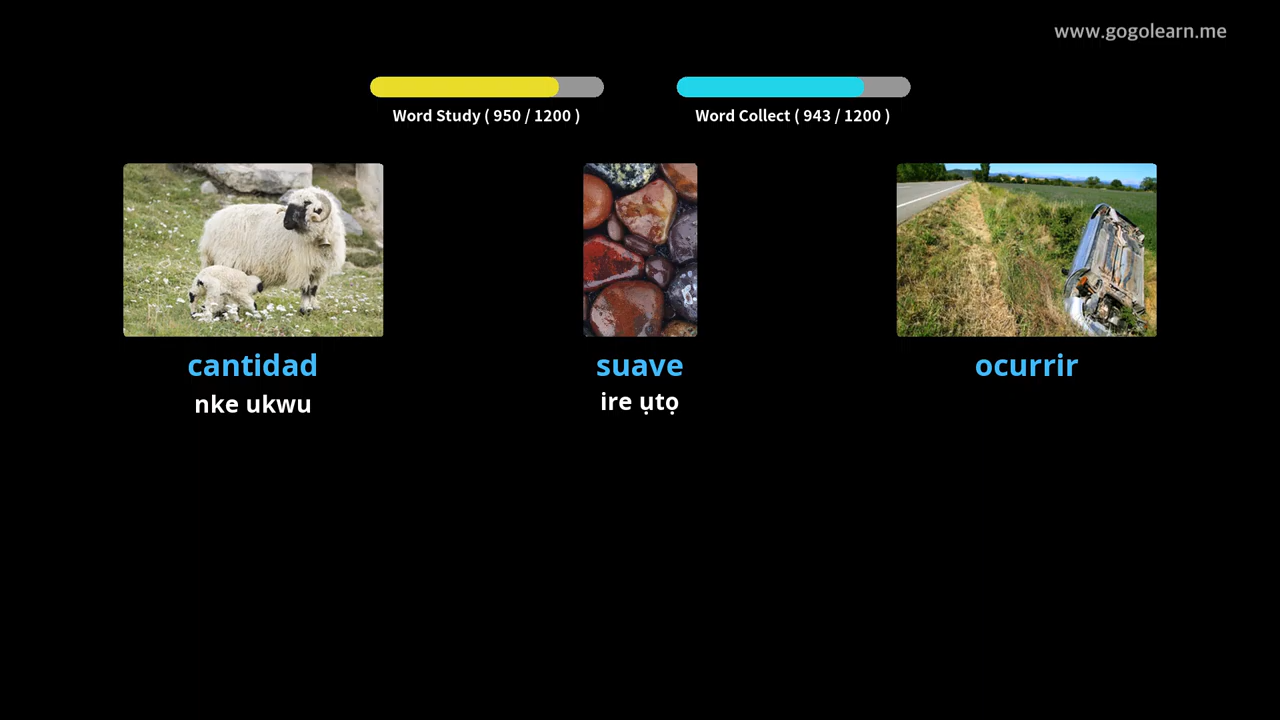 www.gogolearn.me
Word Study ( 950 / 1200 )
Word Collect ( 943 / 1200 )
cantidad
nke ukwu
suave
ire ụtọ
ocurrir